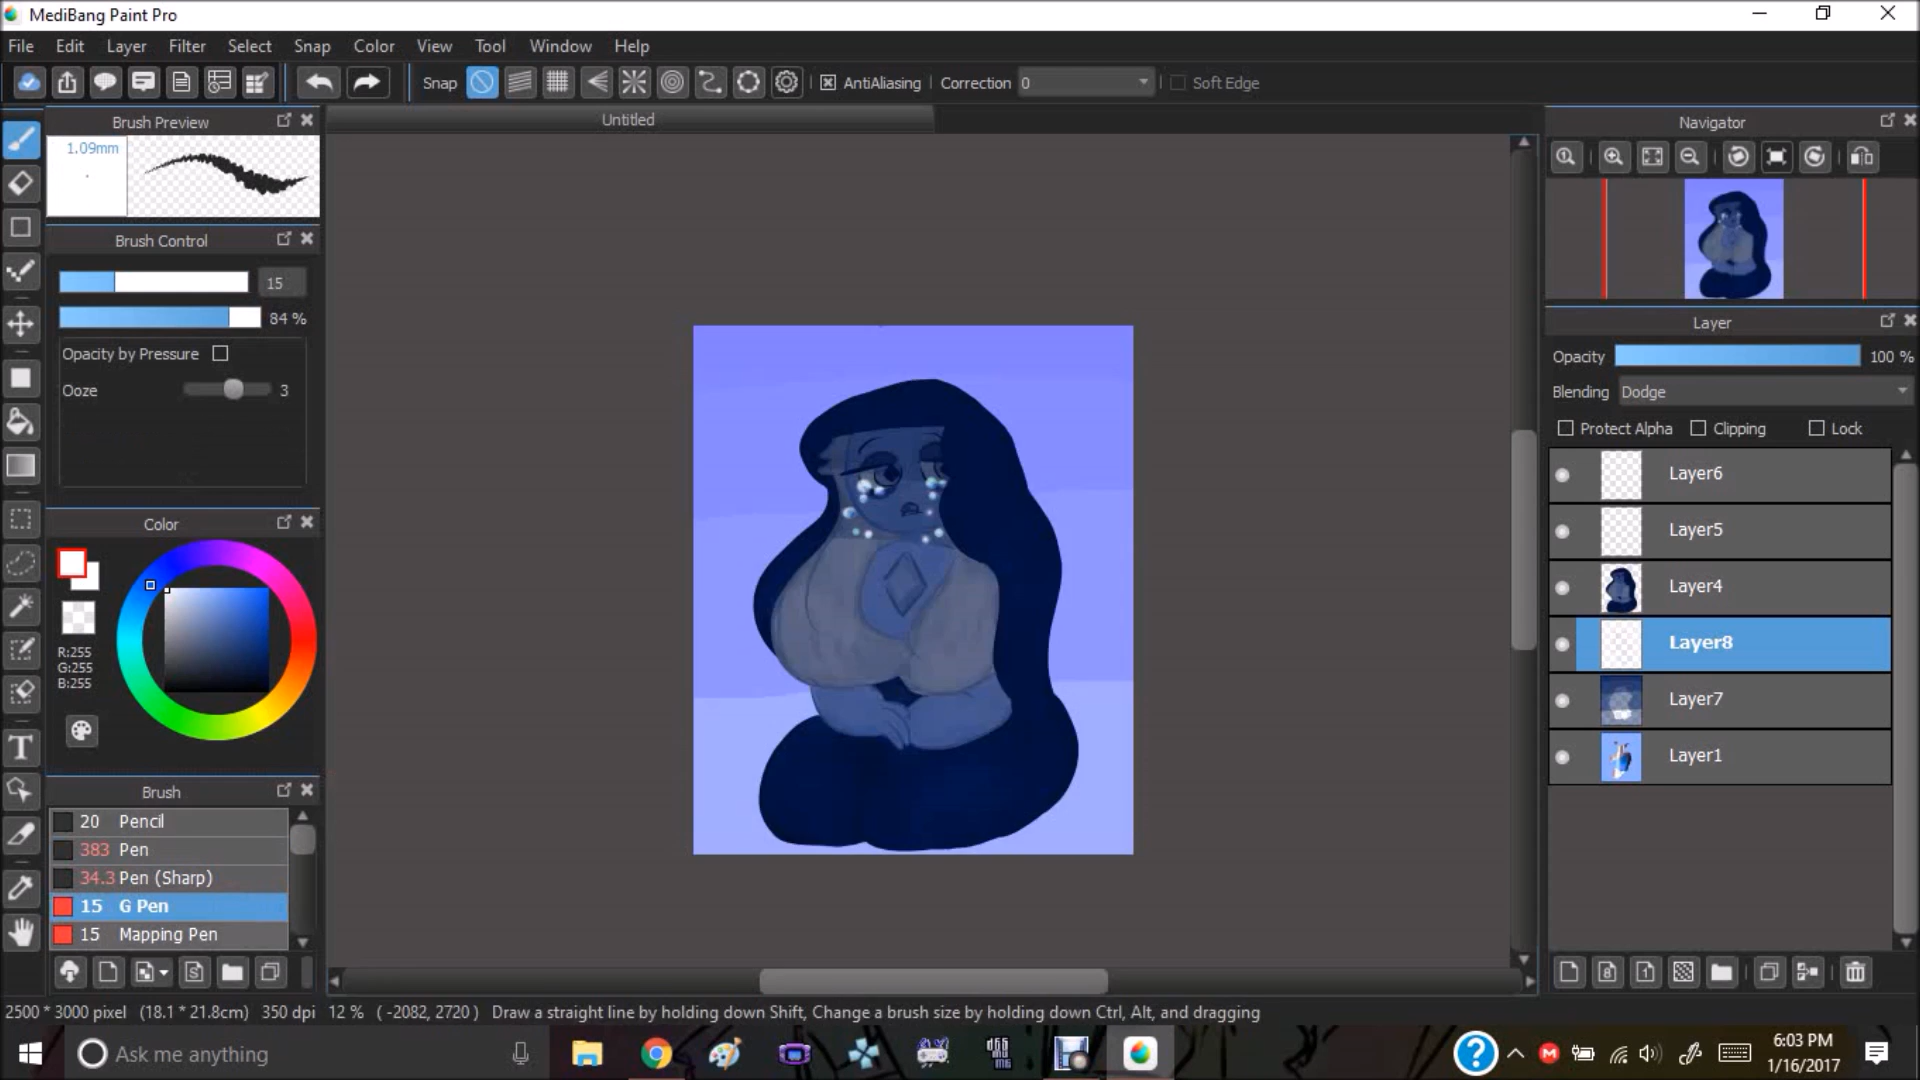 MediBang Paint Pro
File Edit Layer Filter Select Snap Color View Tool Window Help
Snap AntiAliasing Correction 0 Soft Edge
Brush Preview
Untitled
Navigator
1.09mm
Brush Control
15
84 %
Opacity by Pressure
Ooze 3
Layer
Opacity 100 %
Blending Dodge
Protect Alpha Clipping Lock
Layer6
Layer5
Layer4
Layer8
Layer7
Layer1
Color
R:255
G:255
B:255
Brush
20 Pencil
383 Pen
34.3 Pen (Sharp)
15 G Pen
15 Mapping Pen
2500 * 3000 pixel (18.1 * 21.8cm) 350 dpi 12 % ( -2082, 2720 ) Draw a straight line by holding down Shift, Change a brush size by holding down Ctrl, Alt, and dragging
Ask me anything
6:03 PM
1/16/2017